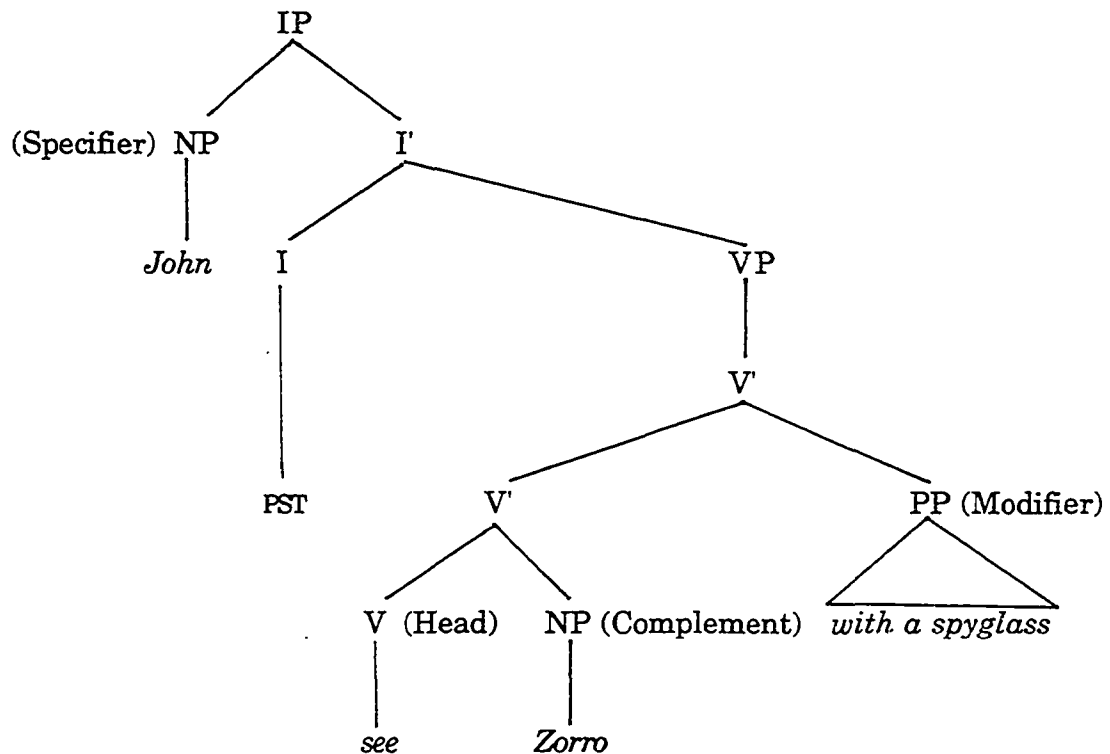 IP
(Specifier) NP I'
John I VP
V'
PST V' PP (Modifier)
V (Head) NP (Complement) with a spyglass
see Zorro